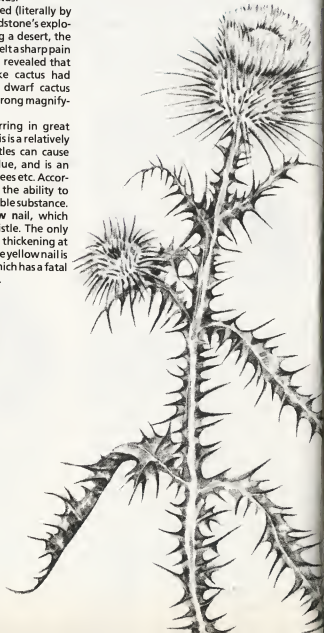 ed (literally by
dstone's explo-
g a desert, the
elt a sharp pain
revealed that
ke cactus had
dwarf cactus
rong magnify-
rring in great
is is a relatively
tles can cause
lue, and is an
ees etc. Accor-
the ability to
ble substance.
w nail, which
istle. The only
thickening at
e yellow nail is
hich has a fatal